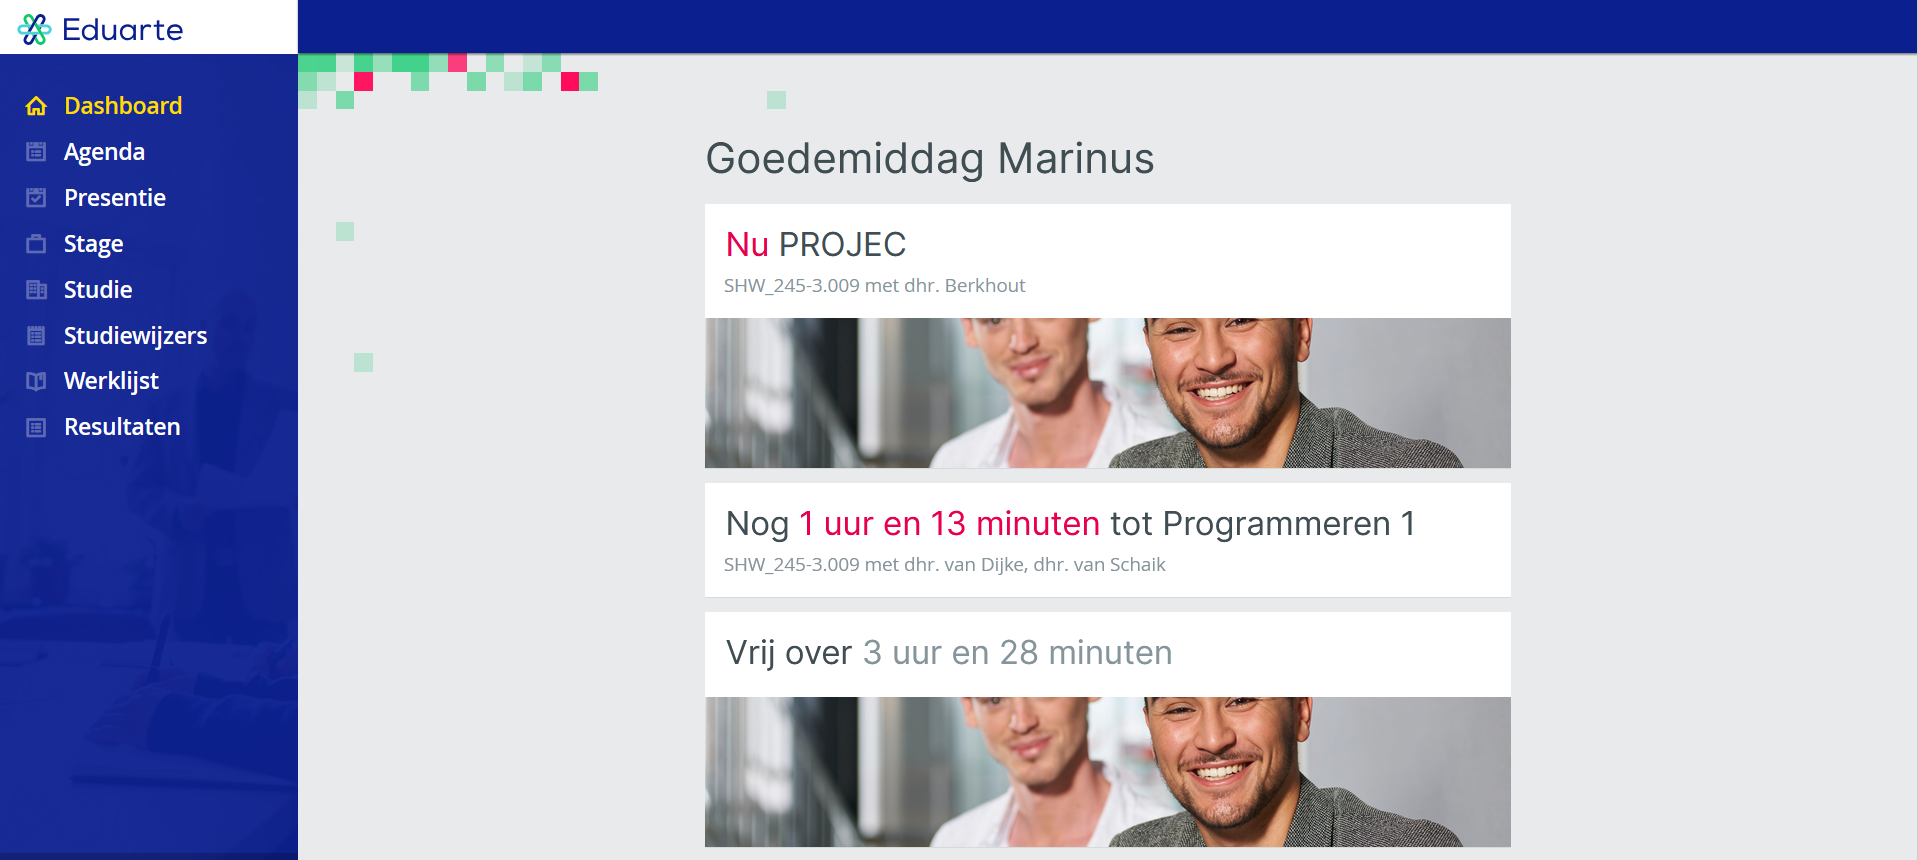 Eduarte
Dashboard
Agenda
Presentie
Stage
Studie
Studiewijzers
Werklijst
Resultaten
Goedemiddag Marinus
Nu PROJEC
SHW_245-3.009 met dhr. Berkhout
Nog 1 uur en 13 minuten tot Programmeren 1
SHW_245-3.009 met dhr. van Dijke, dhr. van Schaik
Vrij over 3 uur en 28 minuten